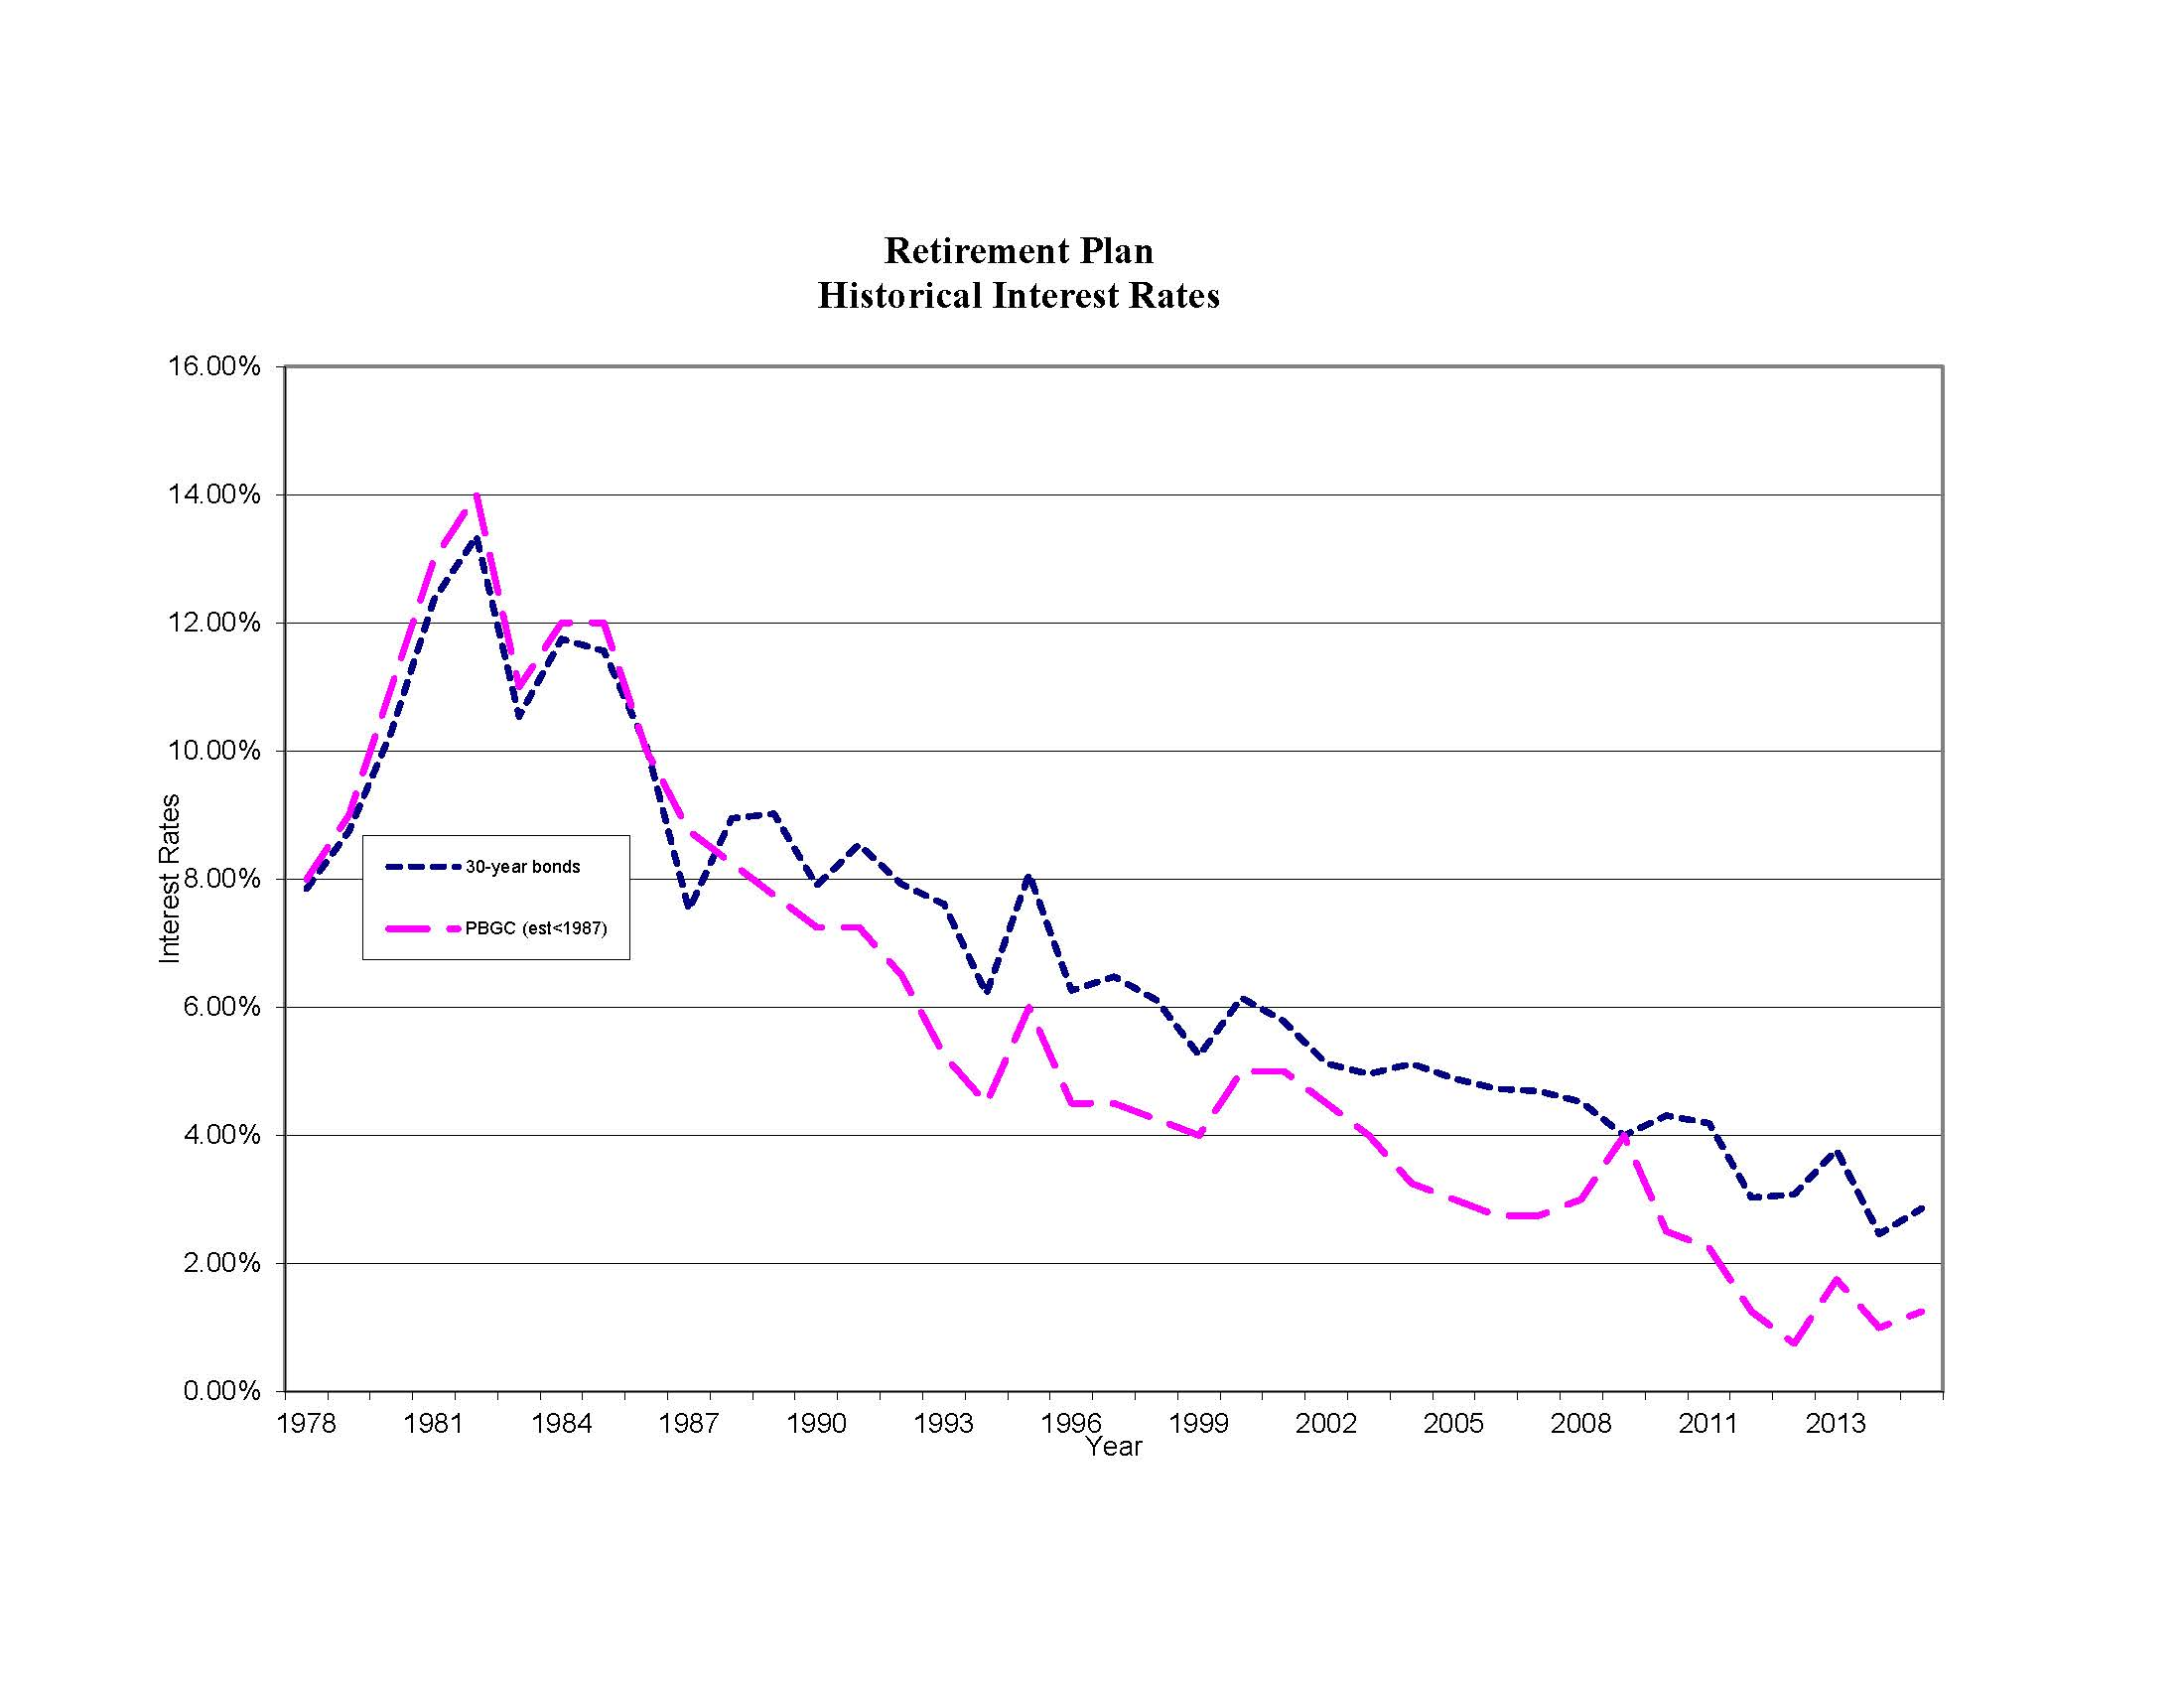 Retirement Plan
Historical Interest Rates
16.00%
14.00%
12.00%
10.00%
8.00%
6.00%
4.00%
2.00%
0.00%
Interest Rates
30-year bonds
PBGC (est<1987)
1978 1981 1984 1987 1990 1993 1996 1999 2002 2005 2008 2011 2013
Year